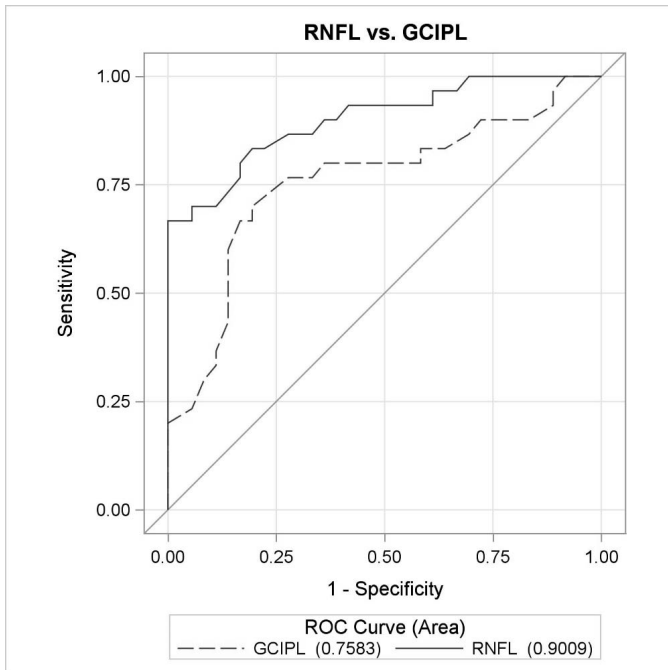 RNFL vs. GCIPL
1.00
0.75
0.50
0.25
0.00
Sensitivity
0.00 0.25 0.50 0.75 1.00
1 - Specificity
ROC Curve (Area)
GCIPL (0.7583) RNFL (0.9009)